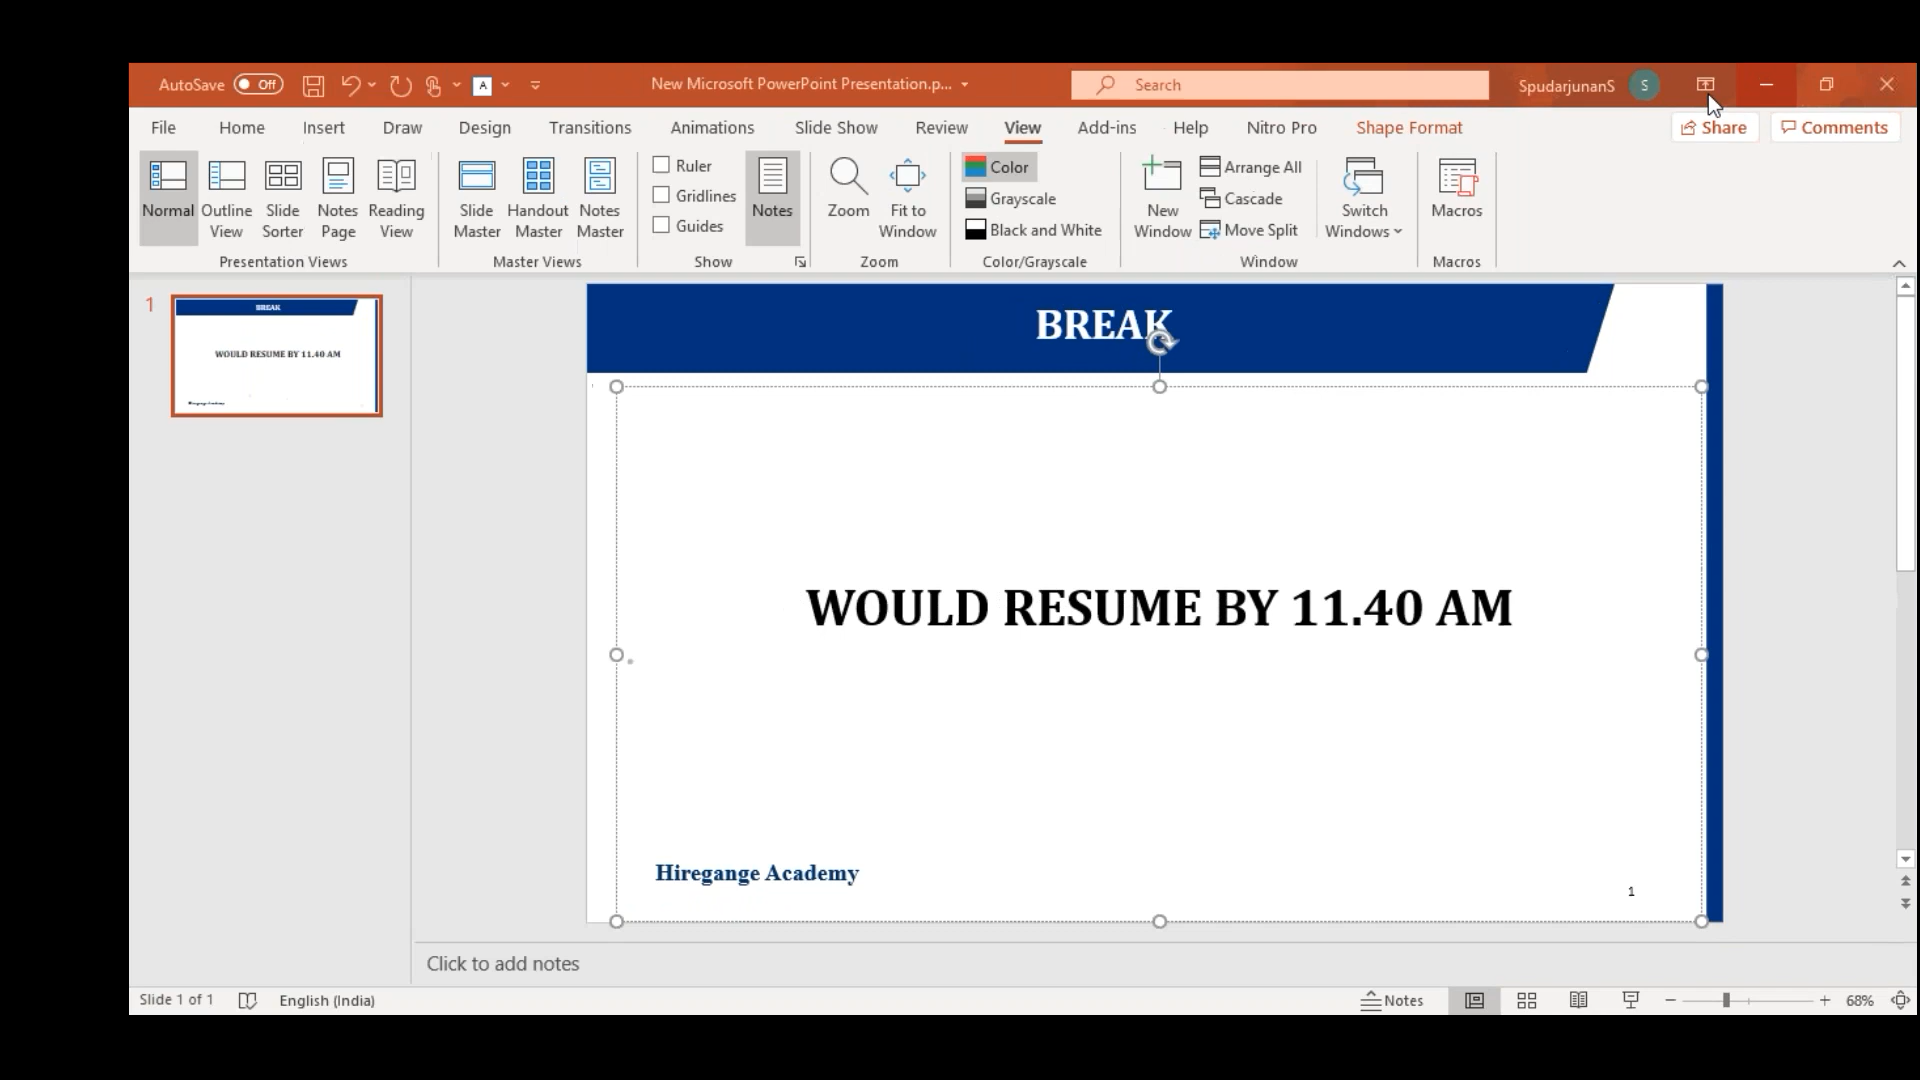 AutoSave Off A New Microsoft PowerPoint Presentation.p... Search SpudarjunanS S
File Home Insert Draw Design Transitions Animations Slide Show Review View Add-ins Help Nitro Pro Shape Format Share Comments
Normal
Outline View
Slide Sorter
Notes Page
Reading View
Presentation Views
Slide Master
Handout Master
Notes Master
Master Views
Ruler
Gridlines
Guides
Notes
Show
Zoom
Fit to Window
Zoom
Color
Grayscale
Black and White
Color/Grayscale
New Window
Arrange All
Cascade
Move Split
Switch Windows
Window
Macros
Macros
1
BREAK
WOULD RESUME BY 11.40 AM
Hiregange Academy
BREAK
WOULD RESUME BY 11.40 AM
Hiregange Academy
1
Click to add notes
Slide 1 of 1 English (India) Notes 68%